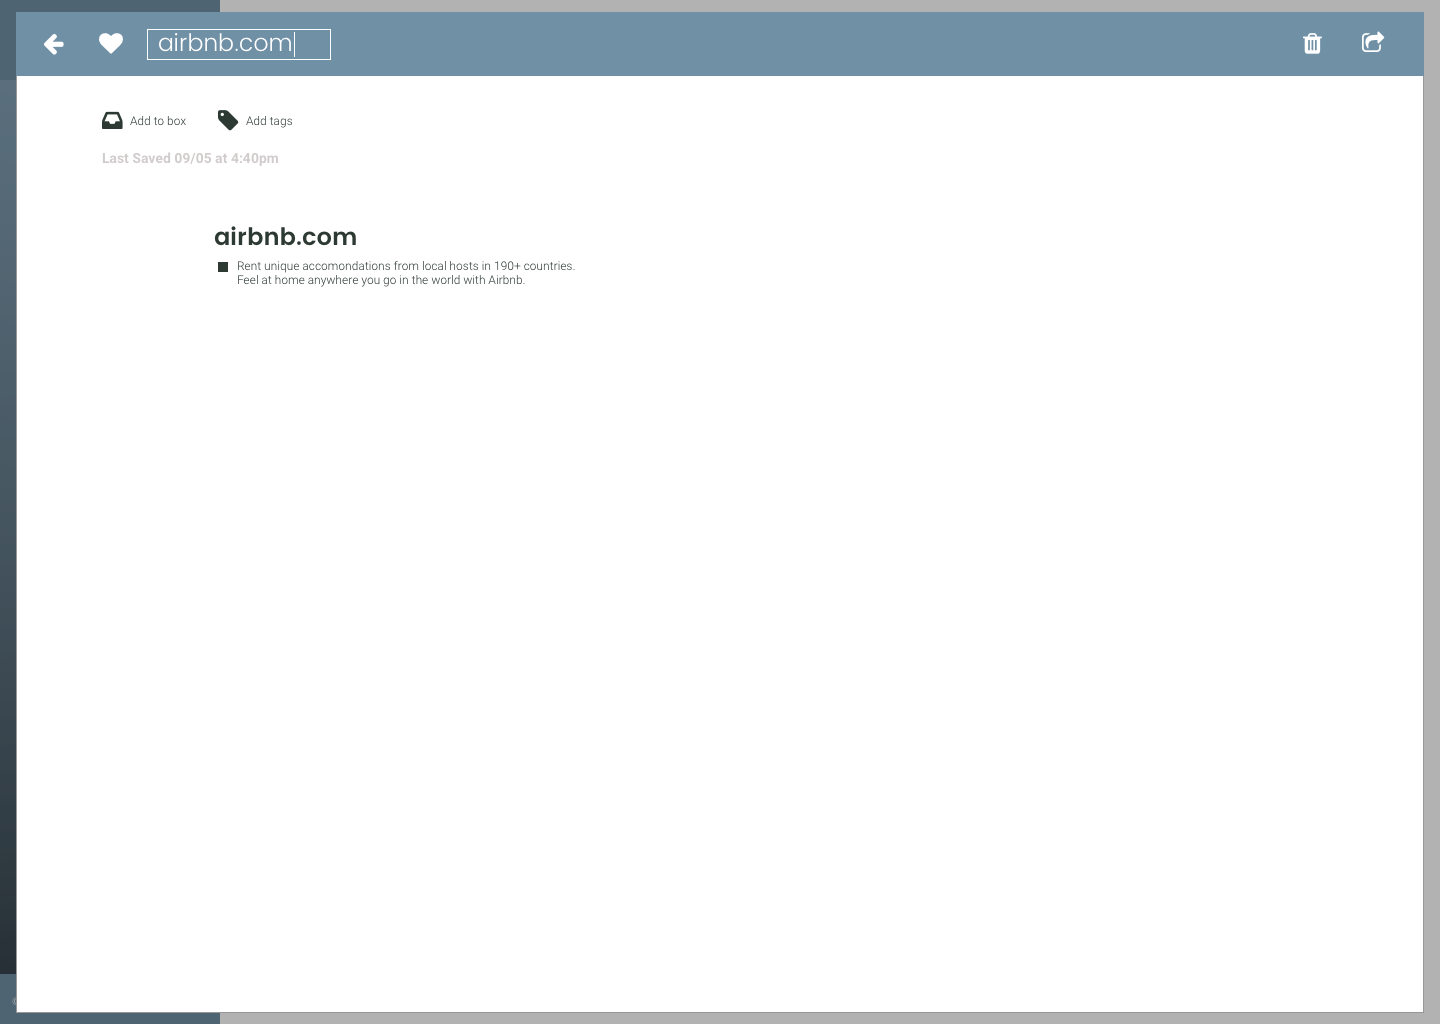 airbnb.com
Add to box
Add tags
Last Saved 09/05 at 4:40pm
airbnb.com
Rent unique accomondations from local hosts in 190+ countries.
Feel at home anywhere you go in the world with Airbnb.